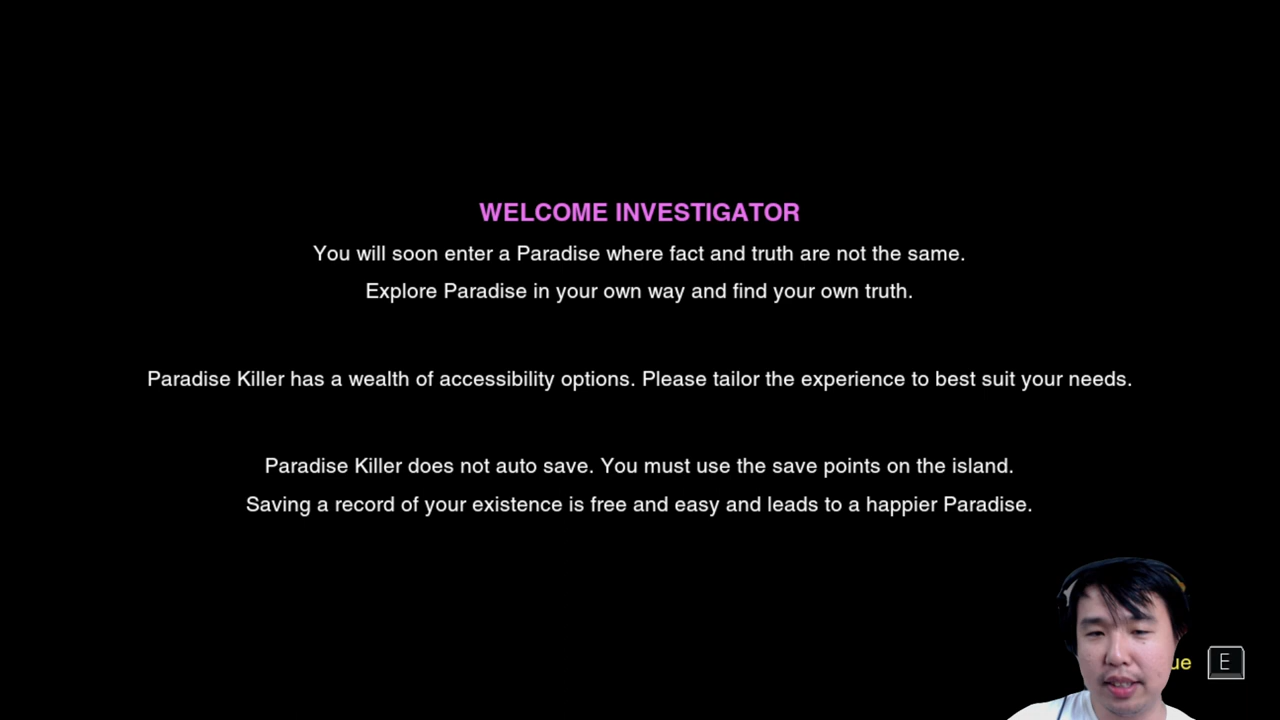 WELCOME INVESTIGATOR
You will soon enter a Paradise where fact and truth are not the same.
Explore Paradise in your own way and find your own truth.
Paradise Killer has a wealth of accessibility options. Please tailor the experience to best suit your needs.
Paradise Killer does not auto save. You must use the save points on the island.
Saving a record of your existence is free and easy and leads to a happier Paradise.
E